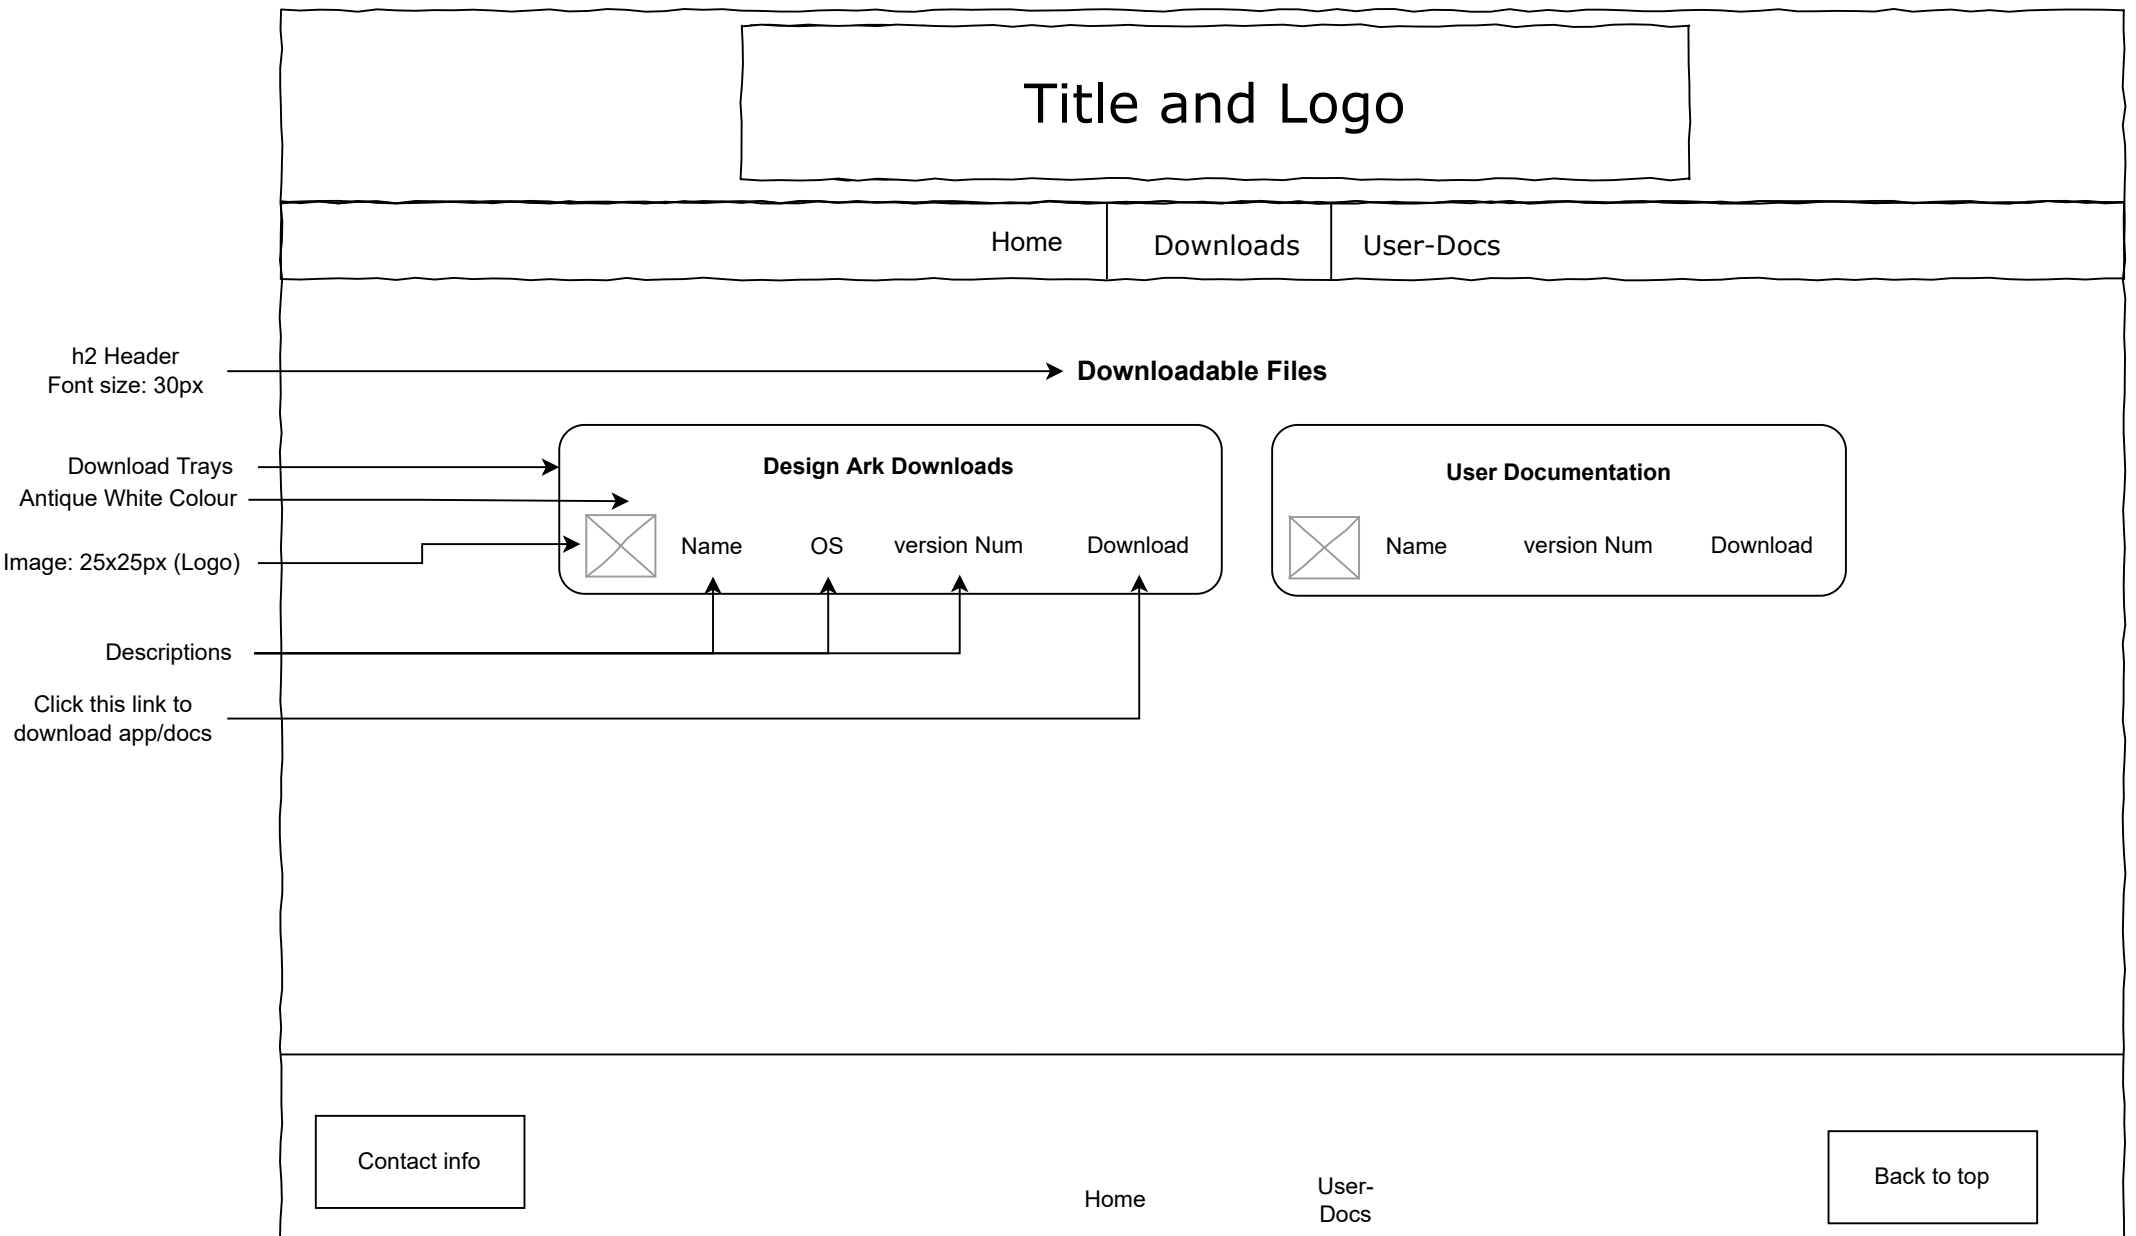 Title and Logo
Home
Downloads
User-Docs
h2 Header
Font size: 30px
Downloadable Files
Download Trays
Antique White Colour
Image: 25x25px (Logo)
Design Ark Downloads
Name
OS
version Num
Download
User Documentation
Name
version Num
Download
Descriptions
Click this link to
download app/docs
Contact info
Home
User-
Docs
Back to top